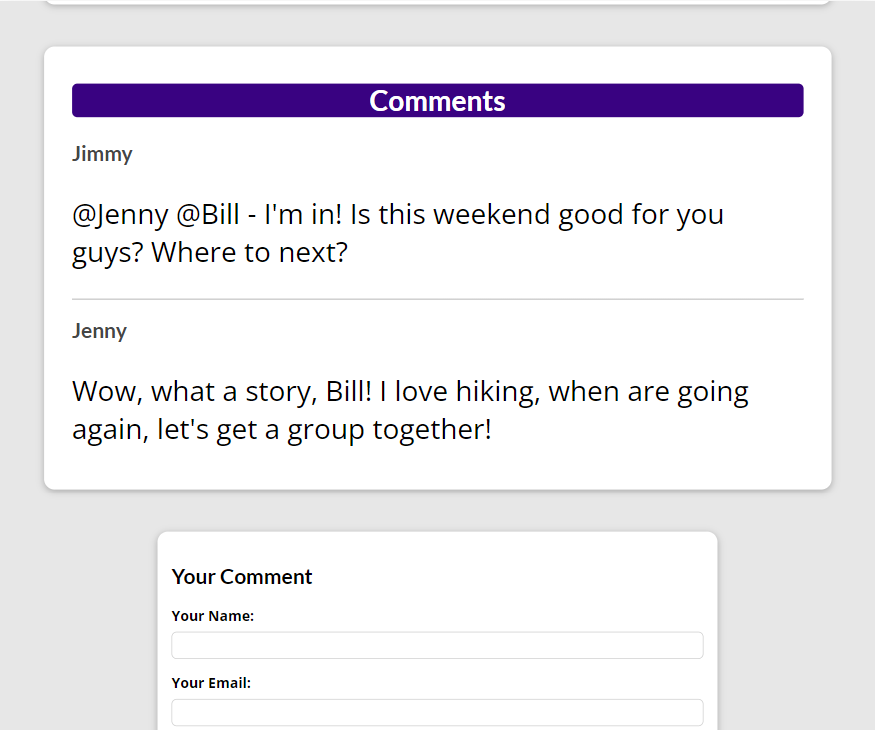 Comments
Jimmy
@Jenny @Bill - I'm in! Is this weekend good for you
guys? Where to next?
Jenny
Wow, what a story, Bill! I love hiking, when are going
again, let's get a group together!
Your Comment
Your Name:
Your Email: